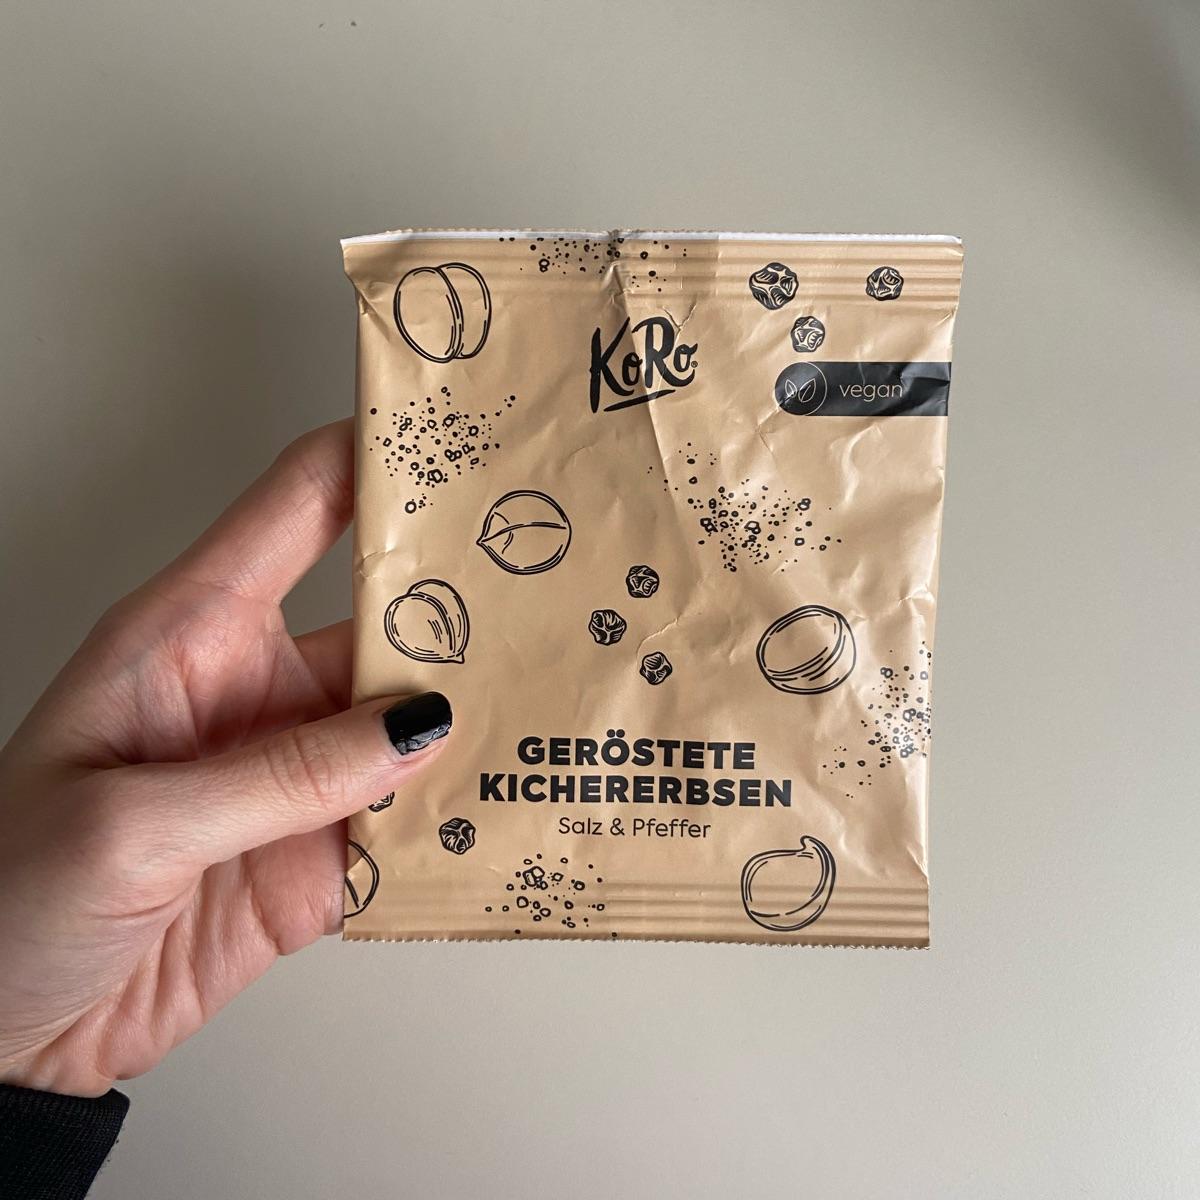 KoRo®
vegan
GERÖSTETE
KICHERERBSEN
Salz & Pfeffer